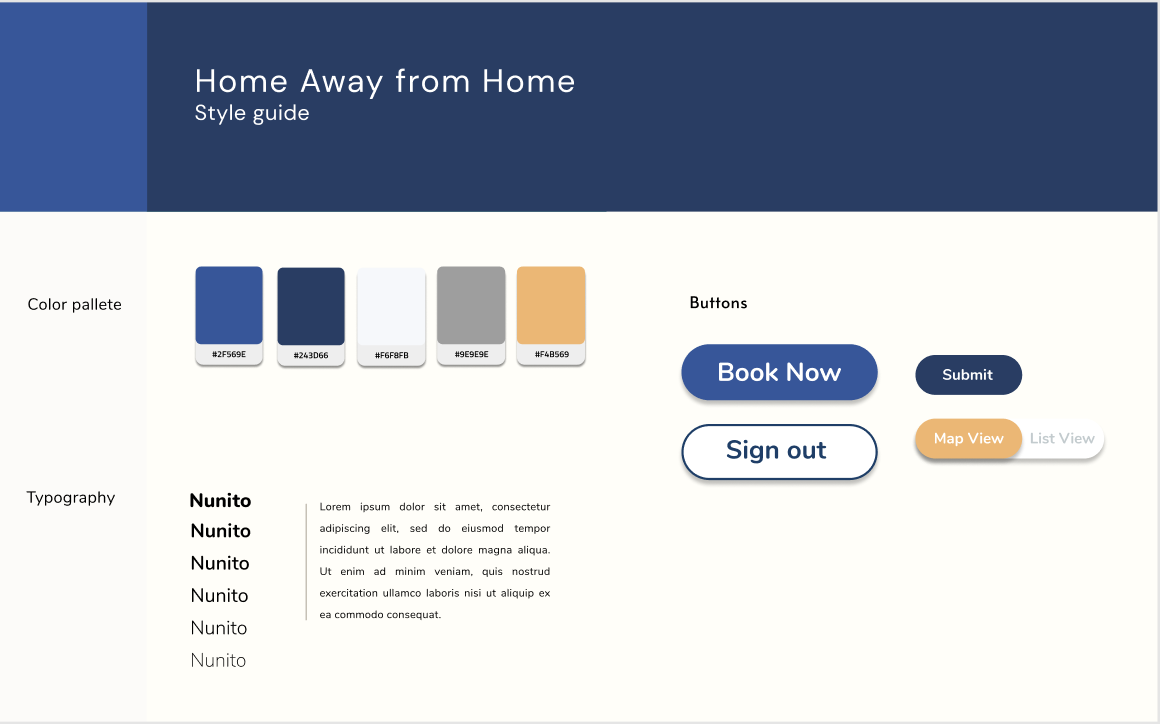 Home Away from Home
Style guide
Color pallete
#2F569E
#243D66
#F6F8FB
#9E9E9E
#F4B569
Buttons
Book Now
Submit
Sign out
Map View
List View
Typography
Nunito
Nunito
Nunito
Nunito
Nunito
Nunito
Lorem ipsum dolor sit amet, consectetur
adipiscing elit, sed do eiusmod tempor
incididunt ut labore et dolore magna aliqua.
Ut enim ad minim veniam, quis nostrud
exercitation ullamco laboris nisi ut aliquip ex
ea commodo consequat.